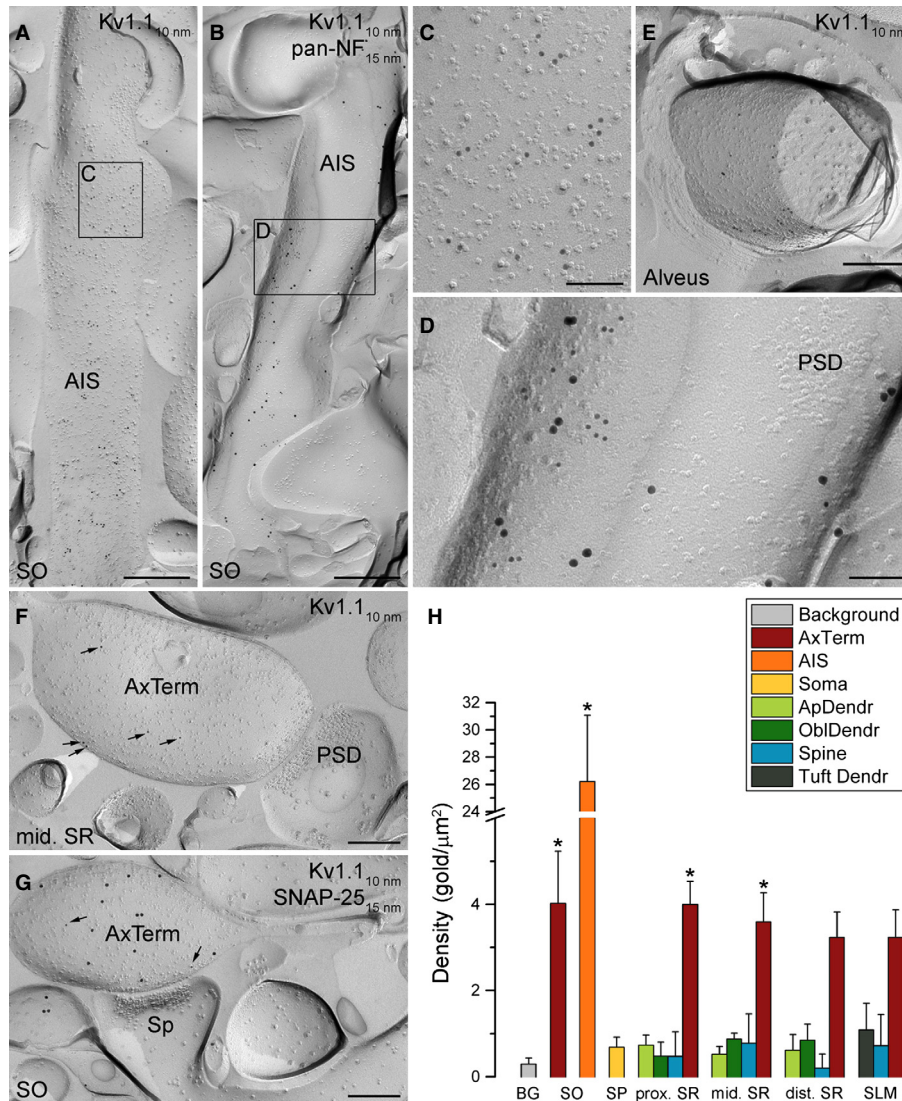 A
Kv1.1 10 nm
C
AIS
SO
B
Kv1.1 10 nm
pan-NF 15 nm
AIS
D
SO
C
E
Kv1.1 10 nm
Alveus
D
PSD
F
Kv1.1 10 nm
AxTerm
PSD
mid. SR
G
Kv1.1 10 nm
SNAP-25 15 nm
AxTerm
Sp
SO
H
Background
AxTerm
AIS
Soma
ApDendr
OblDendr
Spine
Tuft Dendr
Density (gold/μm²)
32
30
28
26
24
4
2
0
*
*
*
*
BG SO SP prox. SR mid. SR dist. SR SLM